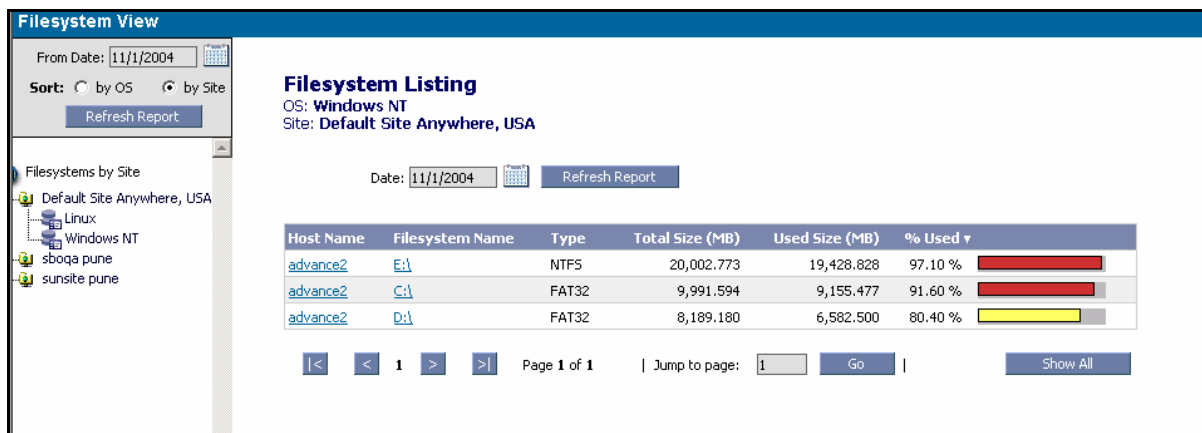 Filesystem View
From Date: 11/1/2004
Sort: by OS by Site
Refresh Report
Filesystems by Site
Default Site Anywhere, USA
Linux
Windows NT
sboqa pune
sunsite pune
Filesystem Listing
OS: Windows NT
Site: Default Site Anywhere, USA
Date: 11/1/2004 Refresh Report
Host Name Filesystem Name Type Total Size (MB) Used Size (MB) % Used ▾
advance2 E:\ NTFS 20,002.773 19,428.828 97.10 %
advance2 C:\ FAT32 9,991.594 9,155.477 91.60 %
advance2 D:\ FAT32 8,189.180 6,582.500 80.40 %
|< < 1 > >| Page 1 of 1 | Jump to page: 1 Go | Show All